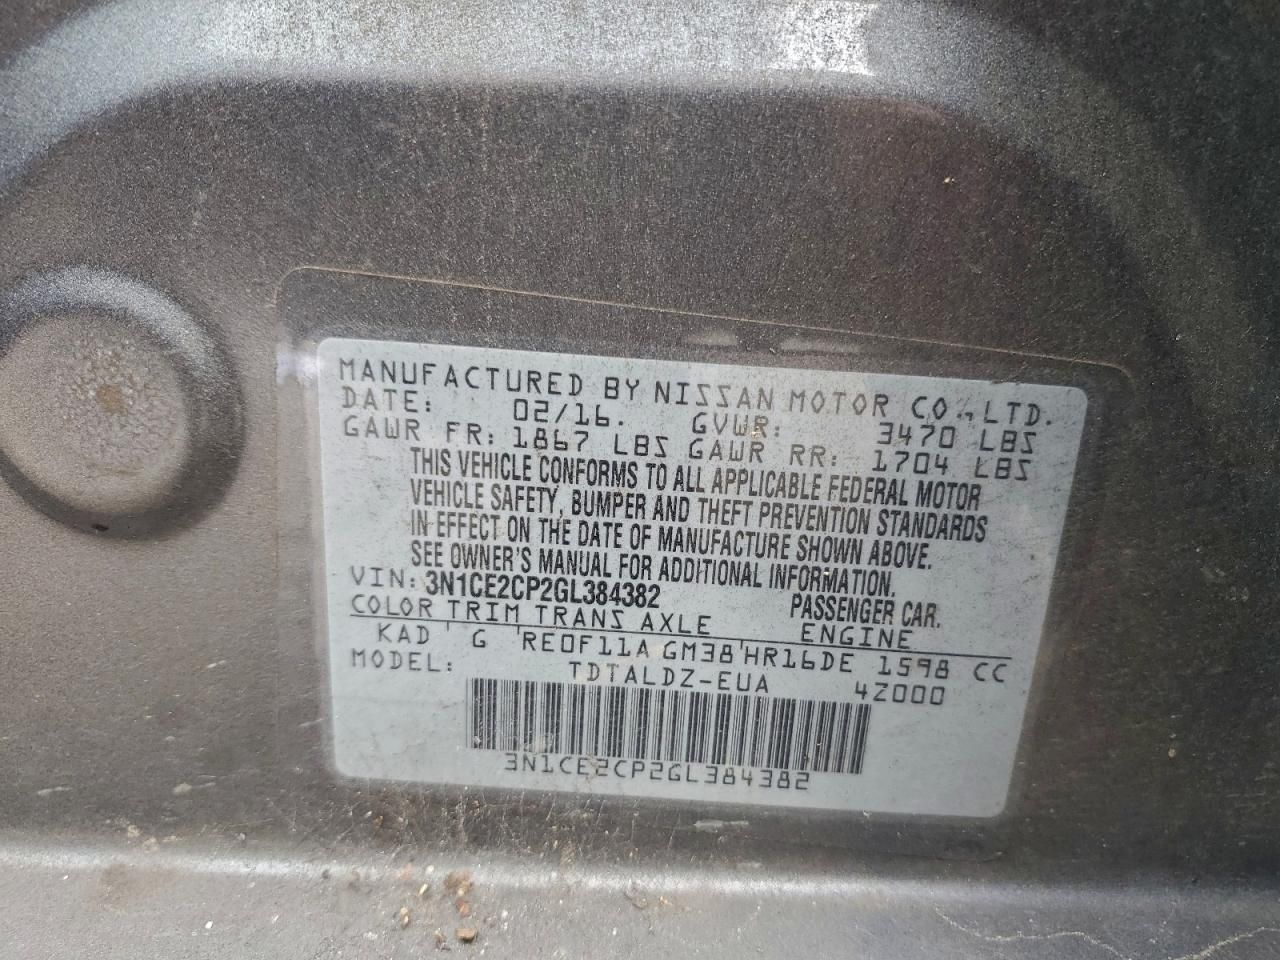 MANUFACTURED BY NISSAN MOTOR CO., LTD.
DATE: 02/16. GVWR: 3470 LBS
GAWR FR: 1867 LBS GAWR RR: 1704 LBS
THIS VEHICLE CONFORMS TO ALL APPLICABLE FEDERAL MOTOR
VEHICLE SAFETY, BUMPER AND THEFT PREVENTION STANDARDS
IN EFFECT ON THE DATE OF MANUFACTURE SHOWN ABOVE.
SEE OWNER'S MANUAL FOR ADDITIONAL INFORMATION.
VIN: 3N1CE2CP2GL384382 PASSENGER CAR.
COLOR TRIM TRANS AXLE ENGINE
KAD G RE0F11A GM38 HR16DE 1598 CC
MODEL: TDTALDZ-EUA 4Z000
3N1CE2CP2GL384382